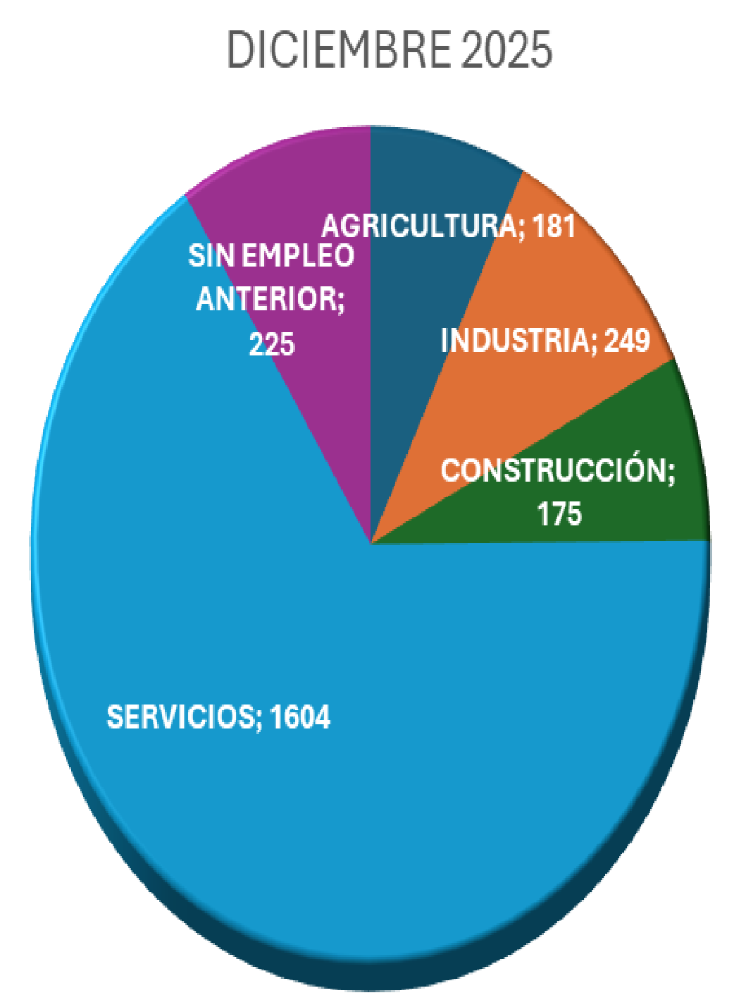 DICIEMBRE 2025
AGRICULTURA; 181
SIN EMPLEO
ANTERIOR;
225
INDUSTRIA; 249
CONSTRUCCIÓN;
175
SERVICIOS; 1604